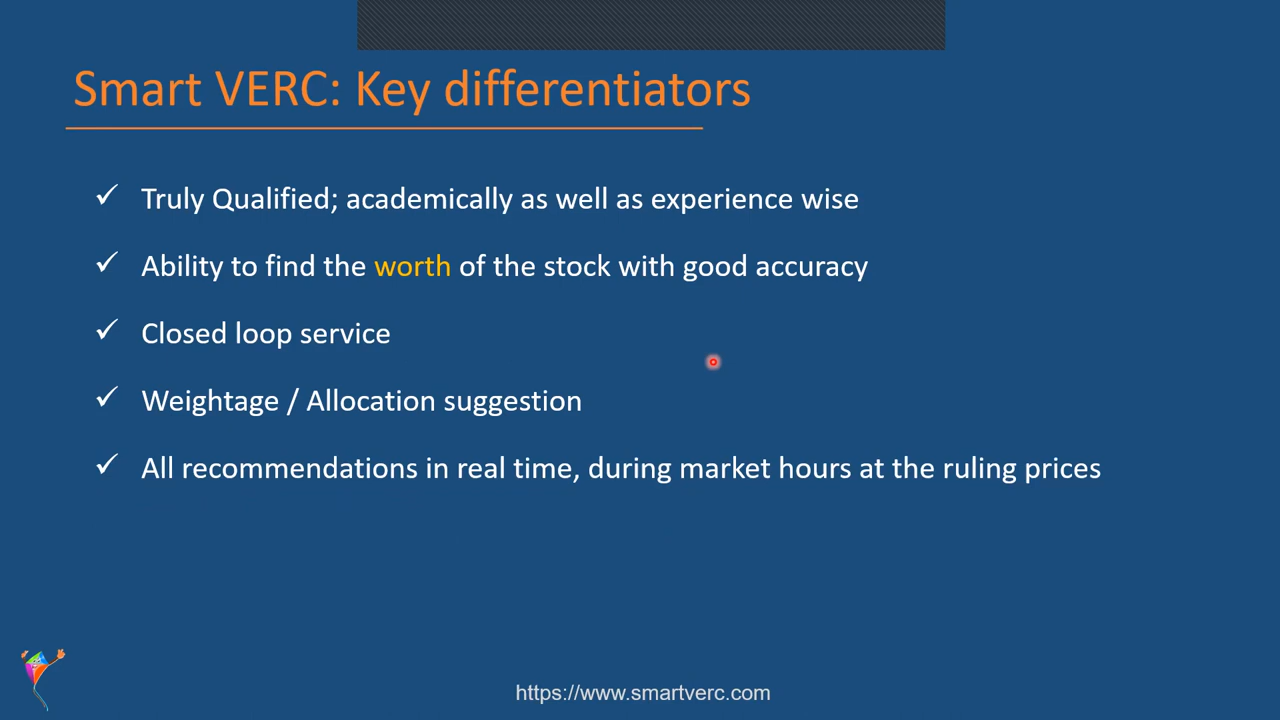 Smart VERC: Key differentiators
✓ Truly Qualified; academically as well as experience wise
✓ Ability to find the worth of the stock with good accuracy
✓ Closed loop service
✓ Weightage / Allocation suggestion
✓ All recommendations in real time, during market hours at the ruling prices
https://www.smartverc.com